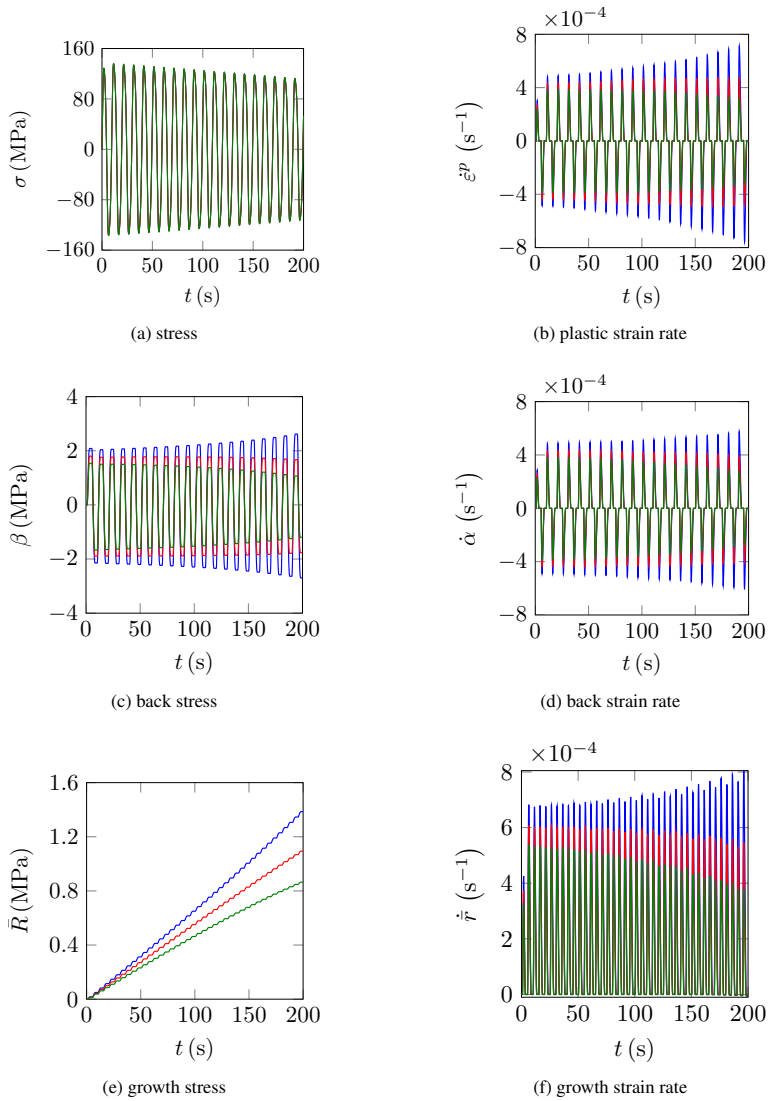 160
80
0
−80
−160
σ (MPa)
0 50 100 150 200
t (s)
(a) stress
×10⁻⁴
8
4
0
−4
−8
ε̇ᵖ (s⁻¹)
0 50 100 150 200
t (s)
(b) plastic strain rate
4
2
0
−2
−4
β (MPa)
0 50 100 150 200
t (s)
(c) back stress
×10⁻⁴
8
4
0
−4
−8
α̇ (s⁻¹)
0 50 100 150 200
t (s)
(d) back strain rate
1.6
1.2
0.8
0.4
0
R̄ (MPa)
0 50 100 150 200
t (s)
(e) growth stress
×10⁻⁴
8
6
4
2
0
r̄̇ (s⁻¹)
0 50 100 150 200
t (s)
(f) growth strain rate